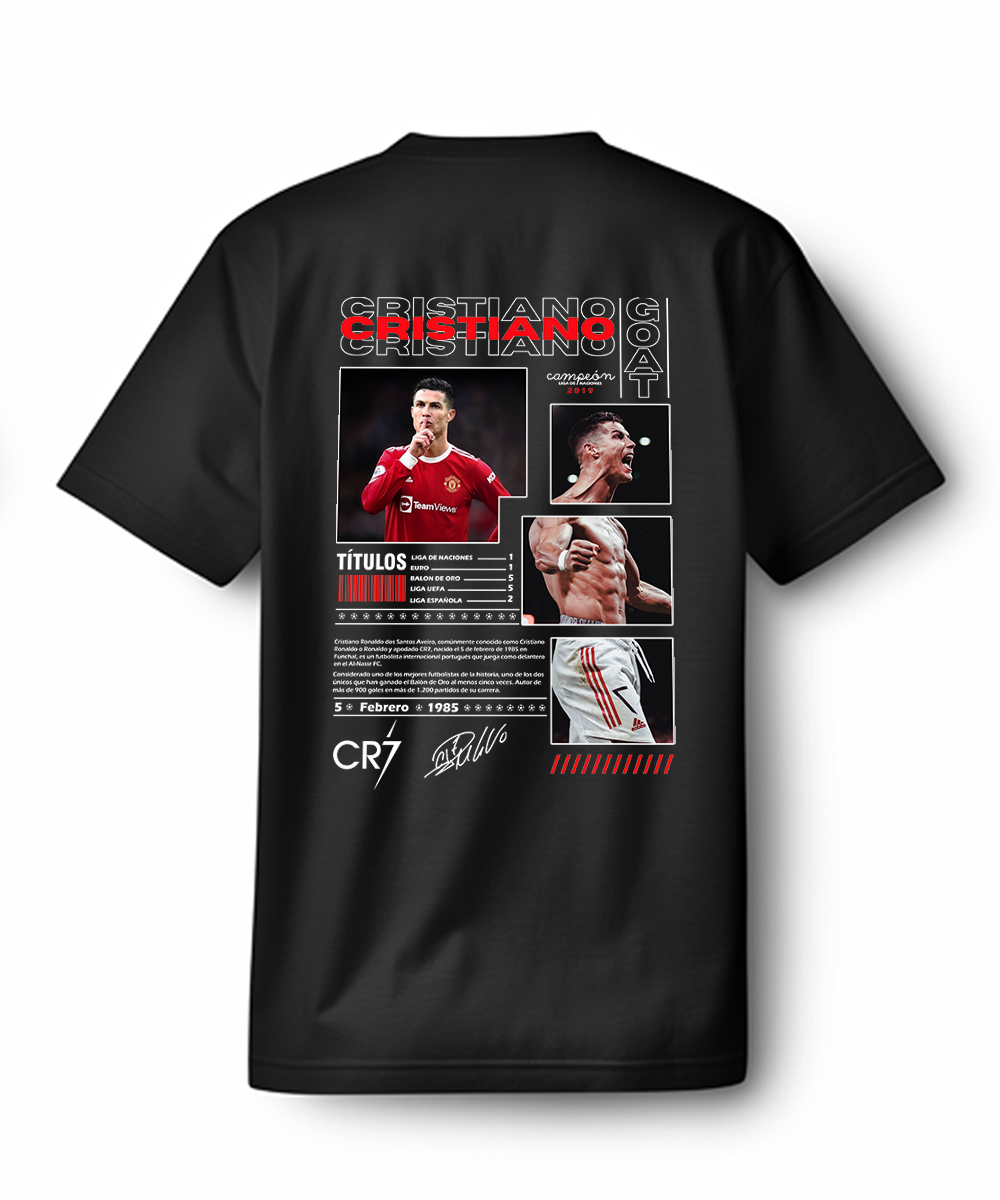 CRISTIANO
CRISTIANO
CRISTIANO
GOAT
campeón
LIGA DE NACIONES
2019
TeamViewer
TÍTULOS
LIGA DE NACIONES 1
EURO 1
BALON DE ORO 5
LIGA UEFA 5
LIGA ESPAÑOLA 2
Cristiano Ronaldo dos Santos Aveiro, comúnmente conocido como Cristiano
Ronaldo o Ronaldo y apodado CR7, nacido el 5 de febrero de 1985 en
Funchal, es un futbolista internacional portugués que juega como delantero
en el Al-Nassr FC.
Considerado uno de los mejores futbolistas de la historia, uno de los dos
únicos que han ganado el Balón de Oro al menos cinco veces. Autor de
más de 900 goles en más de 1.200 partidos de su carrera.
5 Febrero 1985
CR7
7